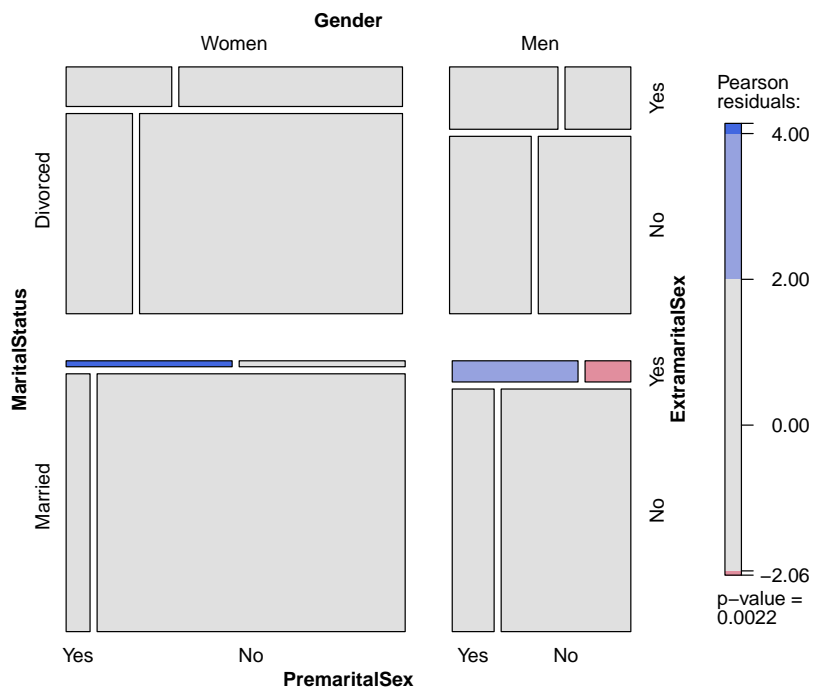 Gender
Women Men
Pearson
residuals:
4.00
2.00
0.00
−2.06
p−value =
0.0022
MaritalStatus
Divorced
Married
ExtramaritalSex
Yes
No
Yes
No
Yes No Yes No
PremaritalSex